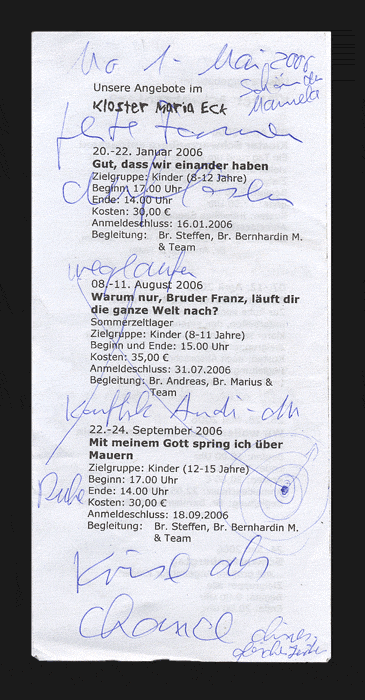 Mo 1. Mai 2006
Unsere Angebote im
Kloster Maria Eck
20.-22. Januar 2006
Gut, dass wir einander haben
Zielgruppe: Kinder (8-12 Jahre)
Beginn: 17.00 Uhr
Ende: 14.00 Uhr
Kosten: 30,00 €
Anmeldeschluss: 16.01.2006
Begleitung: Br. Steffen, Br. Bernhardin M.
& Team
weglaufen
08.-11. August 2006
Warum nur, Bruder Franz, läuft dir
die ganze Welt nach?
Sommerzeltlager
Zielgruppe: Kinder (8-11 Jahre)
Beginn und Ende: 15.00 Uhr
Kosten: 35,00 €
Anmeldeschluss: 31.07.2006
Begleitung: Br. Andreas, Br. Marius &
Team
Konflikt Andi-
22.-24. September 2006
Mit meinem Gott spring ich über
Mauern
Zielgruppe: Kinder (12-15 Jahre)
Beginn: 17.00 Uhr
Ruhe
Ende: 14.00 Uhr
Kosten: 30,00 €
Anmeldeschluss: 18.09.2006
Begleitung: Br. Steffen, Br. Bernhardin M.
& Team
Krise als
Chance